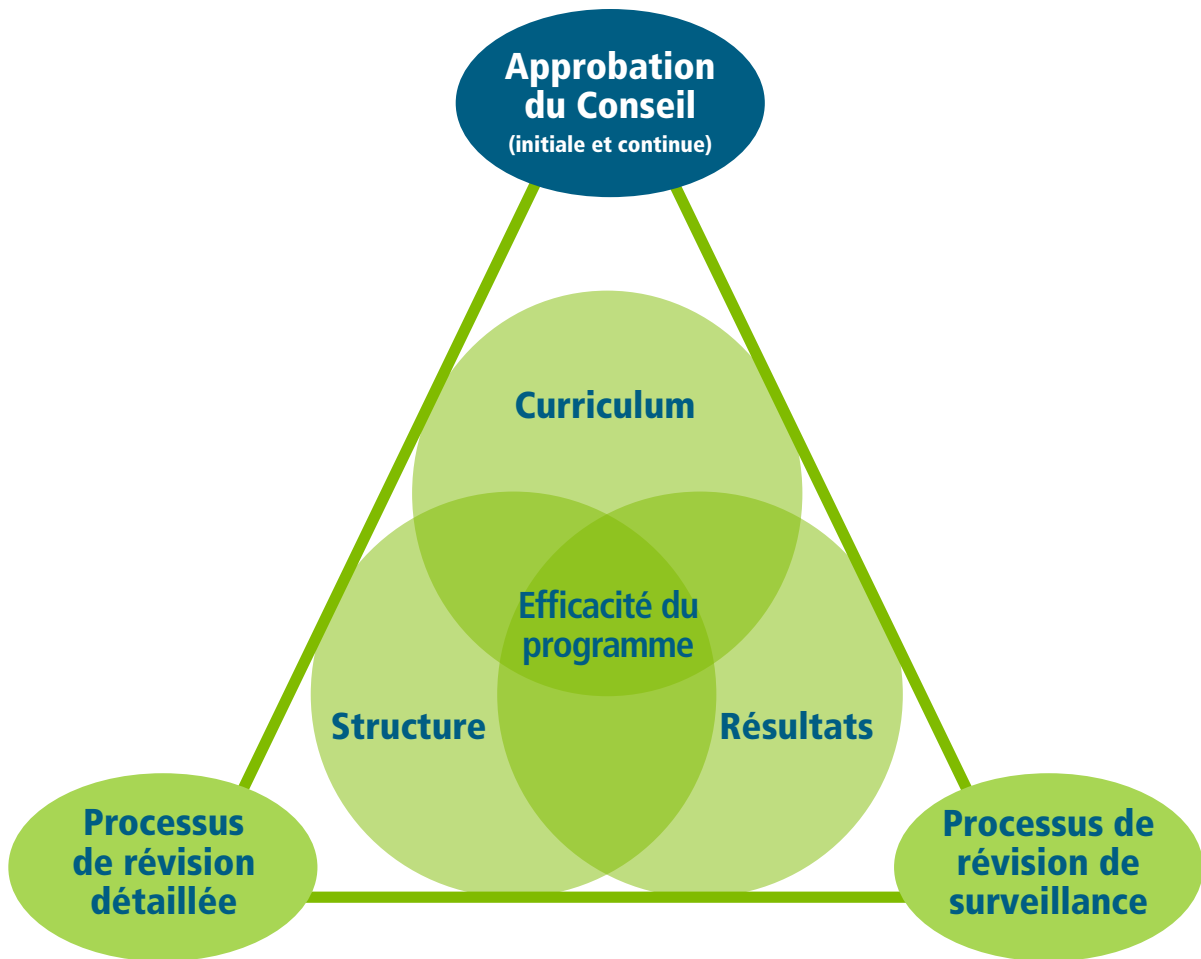 Approbation
du Conseil
(initiale et continue)
Curriculum
Efficacité du
programme
Structure
Résultats
Processus
de révision
détaillée
Processus de
révision de
surveillance